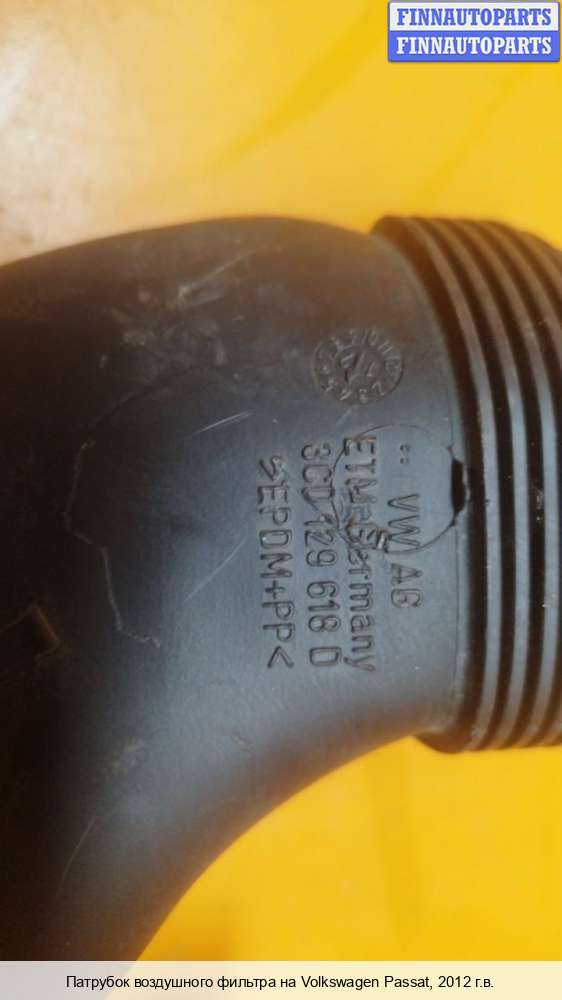 FINNAUTOPARTS
FINNAUTOPARTS
VW AG
ETM Germany
3C0 129 618 D
>EPDM+PP<
Патрубок воздушного фильтра на Volkswagen Passat, 2012 г.в.